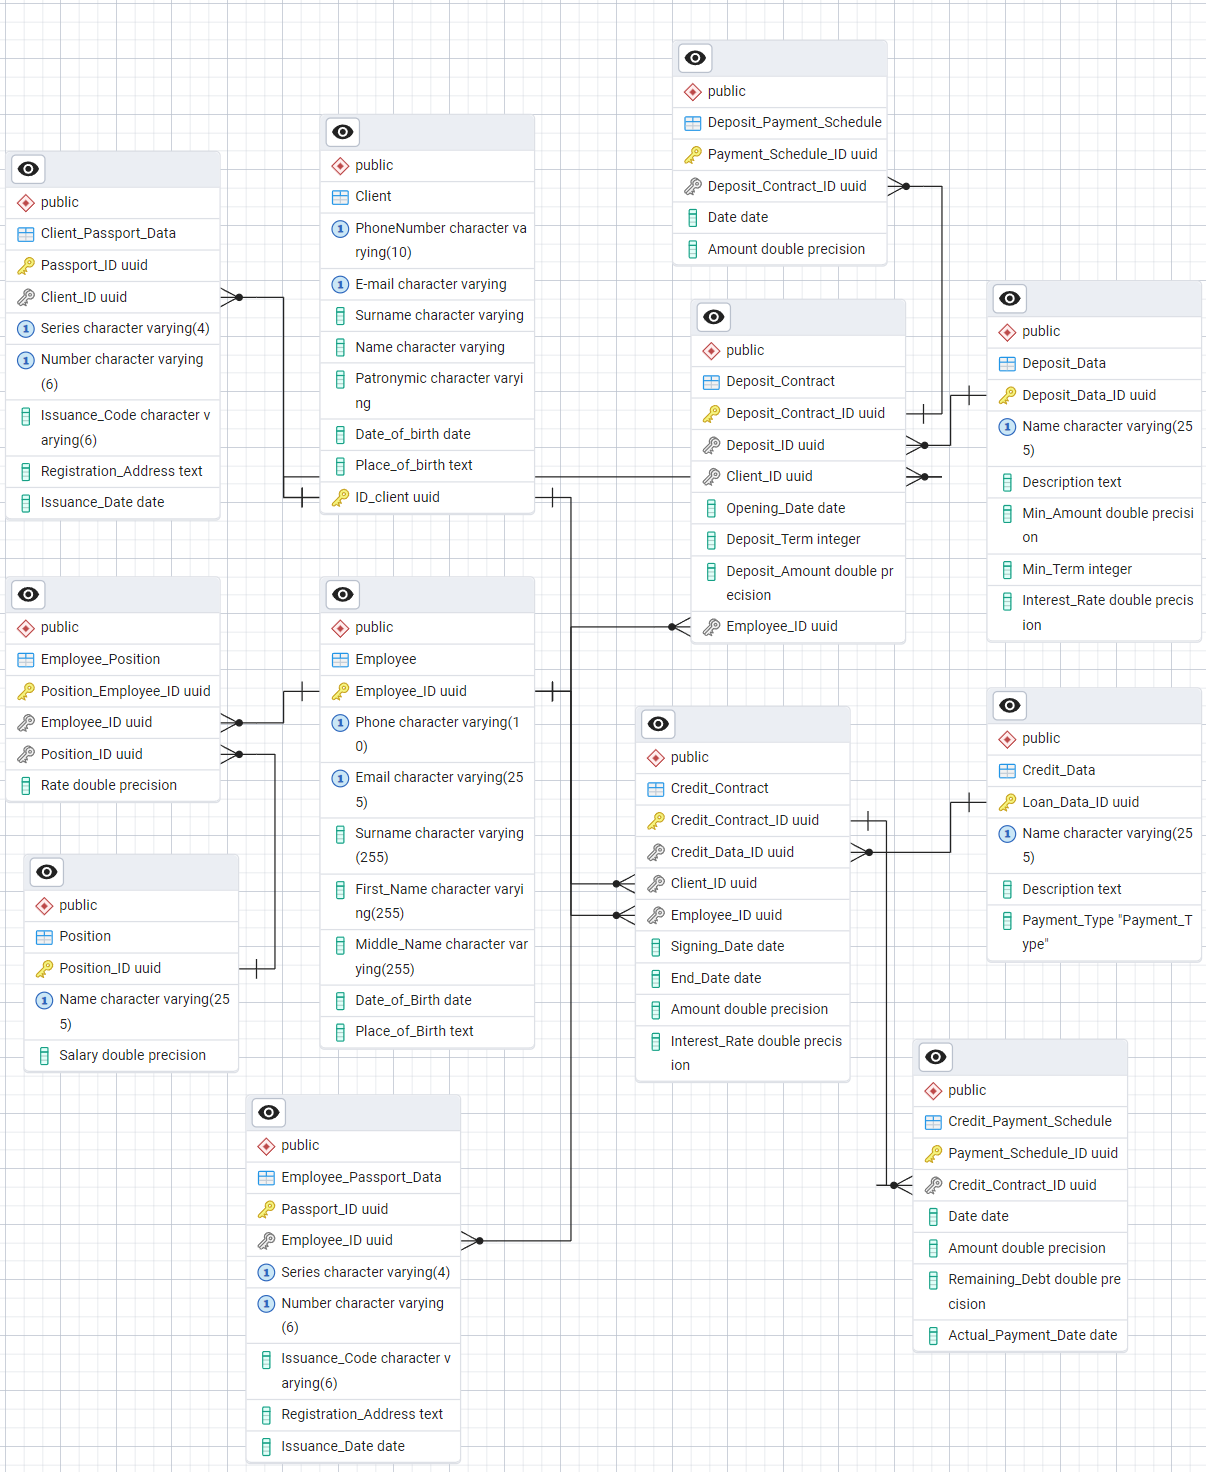 public
Deposit_Payment_Schedule
Payment_Schedule_ID uuid
Deposit_Contract_ID uuid
Date date
Amount double precision
public
Client
PhoneNumber character va
rying(10)
E-mail character varying
Surname character varying
Name character varying
Patronymic character varyi
ng
Date_of_birth date
Place_of_birth text
ID_client uuid
public
Client_Passport_Data
Passport_ID uuid
Client_ID uuid
1 Series character varying(4)
1 Number character varying
(6)
Issuance_Code character v
arying(6)
Registration_Address text
Issuance_Date date
public
Deposit_Contract
Deposit_Contract_ID uuid
Deposit_ID uuid
Client_ID uuid
Opening_Date date
Deposit_Term integer
Deposit_Amount double pr
ecision
Employee_ID uuid
public
Deposit_Data
Deposit_Data_ID uuid
1 Name character varying(25
5)
Description text
Min_Amount double precisi
on
Min_Term integer
Interest_Rate double precis
ion
public
Employee_Position
Position_Employee_ID uuid
Employee_ID uuid
Position_ID uuid
Rate double precision
public
Employee
Employee_ID uuid
1 Phone character varying(1
0)
1 Email character varying(25
5)
Surname character varying
(255)
First_Name character varyi
ng(255)
Middle_Name character var
ying(255)
Date_of_Birth date
Place_of_Birth text
public
Credit_Contract
Credit_Contract_ID uuid
Credit_Data_ID uuid
Client_ID uuid
Employee_ID uuid
Signing_Date date
End_Date date
Amount double precision
Interest_Rate double precis
ion
public
Credit_Data
Loan_Data_ID uuid
1 Name character varying(25
5)
Description text
Payment_Type "Payment_T
ype"
public
Position
Position_ID uuid
1 Name character varying(25
5)
Salary double precision
public
Employee_Passport_Data
Passport_ID uuid
Employee_ID uuid
1 Series character varying(4)
1 Number character varying
(6)
Issuance_Code character v
arying(6)
Registration_Address text
Issuance_Date date
public
Credit_Payment_Schedule
Payment_Schedule_ID uuid
Credit_Contract_ID uuid
Date date
Amount double precision
Remaining_Debt double pre
cision
Actual_Payment_Date date